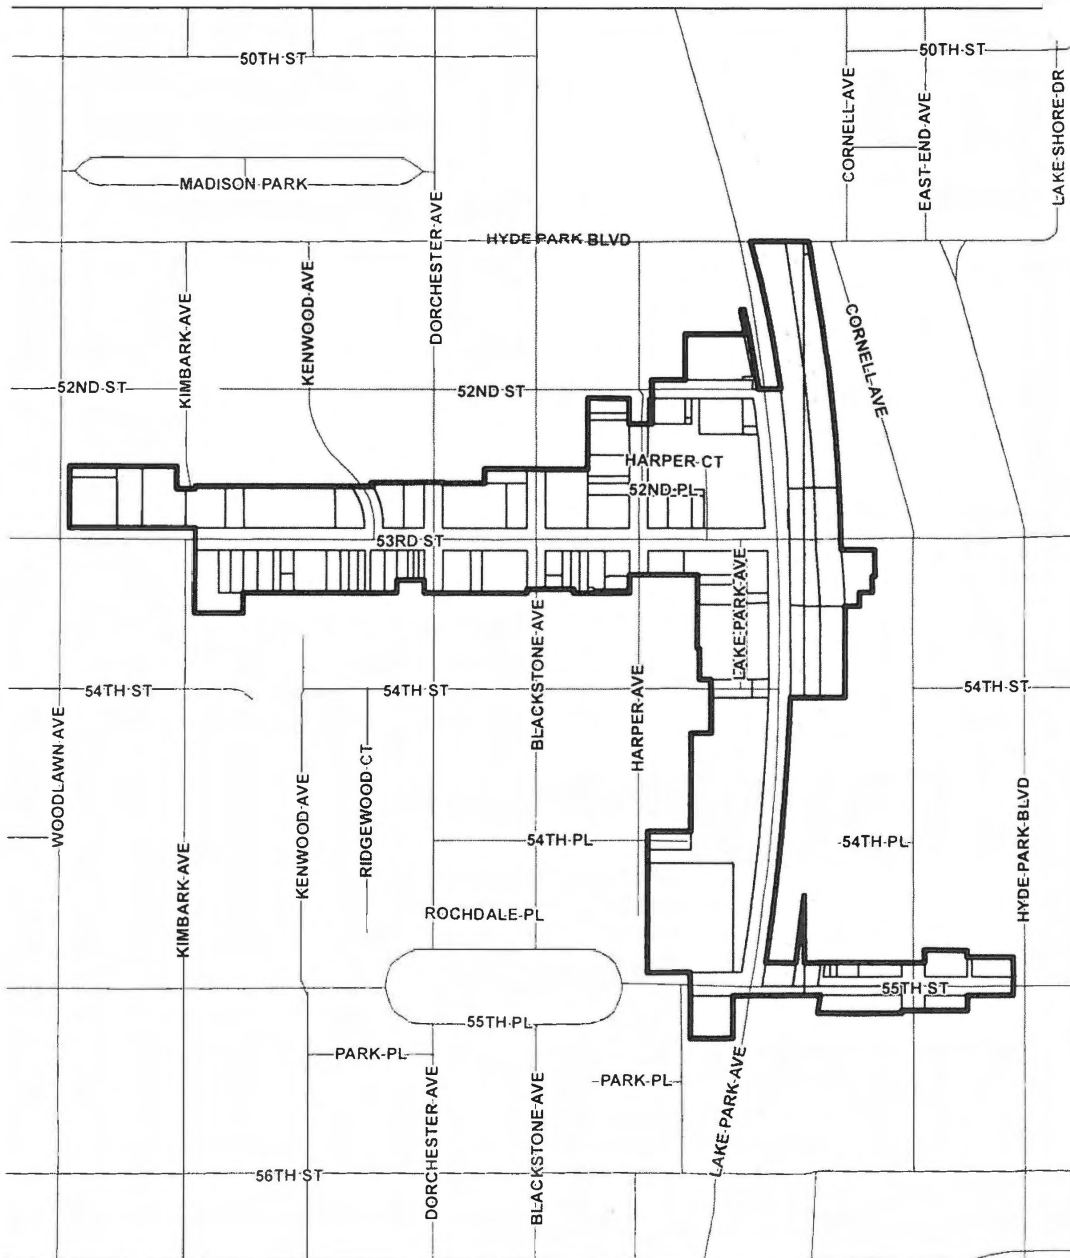 50TH ST
50TH ST
CORNELL AVE
EAST END AVE
LAKE SHORE DR
MADISON PARK
DORCHESTER AVE
HYDE PARK BLVD
KIMBARK AVE
KENWOOD AVE
CORNELL AVE
52ND ST
52ND ST
HARPER CT
52ND PL
53RD ST
LAKE PARK AVE
BLACKSTONE AVE
HARPER AVE
54TH ST
54TH ST
54TH ST
WOODLAWN AVE
KIMBARK AVE
KENWOOD AVE
RIDGEWOOD CT
54TH PL
54TH PL
HYDE PARK BLVD
ROCHDALE PL
55TH ST
55TH PL
PARK PL
PARK PL
DORCHESTER AVE
BLACKSTONE AVE
LAKE PARK AVE
56TH ST